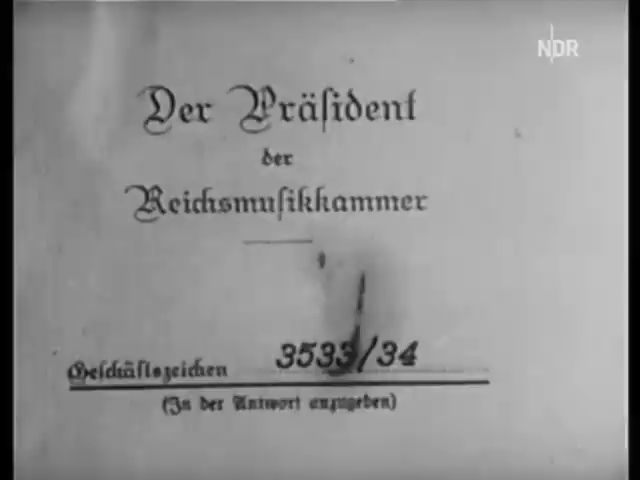 NDR
Der Präsident
der
Reichsmusikkammer
Geschäftszeichen 3533/34
(In der Antwort anzugeben)